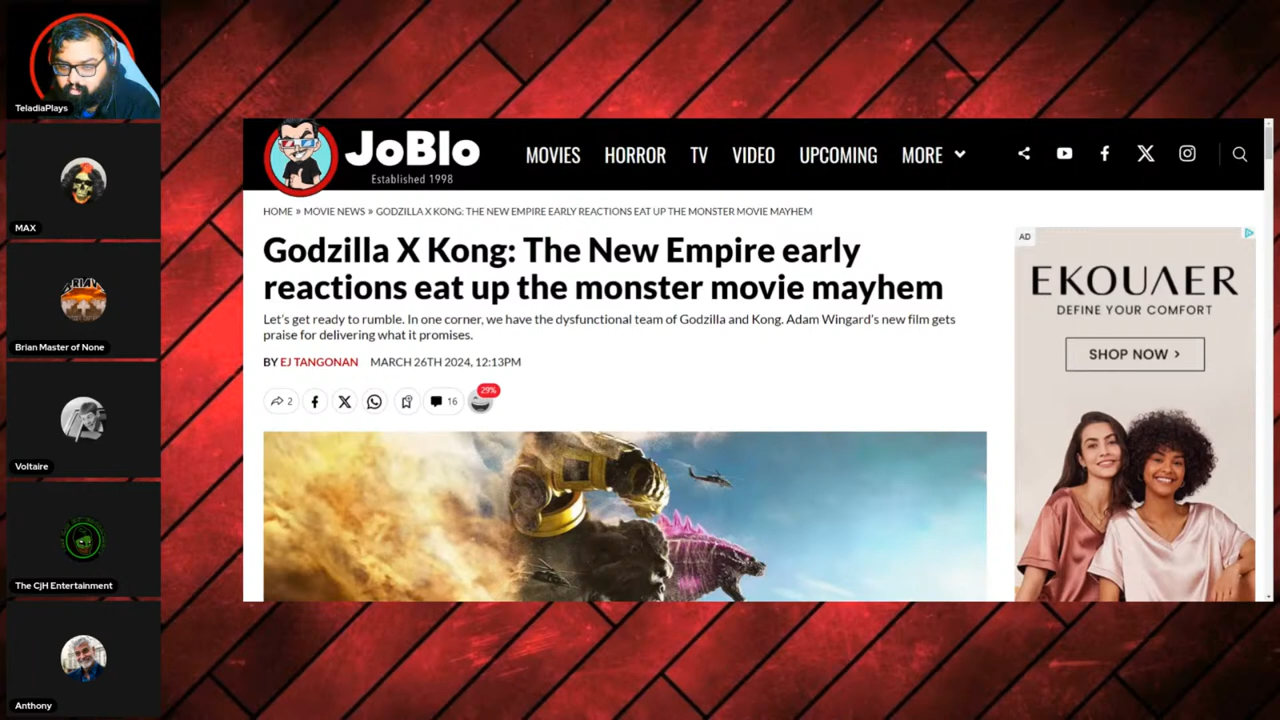 TeladiaPlays
MAX
BRIAN
Brian Master of None
Voltaire
The CJH Entertainment
Anthony
JoBlo
Established 1998
MOVIES HORROR TV VIDEO UPCOMING MORE
HOME » MOVIE NEWS » GODZILLA X KONG: THE NEW EMPIRE EARLY REACTIONS EAT UP THE MONSTER MOVIE MAYHEM
Godzilla X Kong: The New Empire early
reactions eat up the monster movie mayhem
Let’s get ready to rumble. In one corner, we have the dysfunctional team of Godzilla and Kong. Adam Wingard's new film gets
praise for delivering what it promises.
BY EJ TANGONAN MARCH 26TH 2024, 12:13PM
2
16
29%
AD
EKOUAER
DEFINE YOUR COMFORT
SHOP NOW >